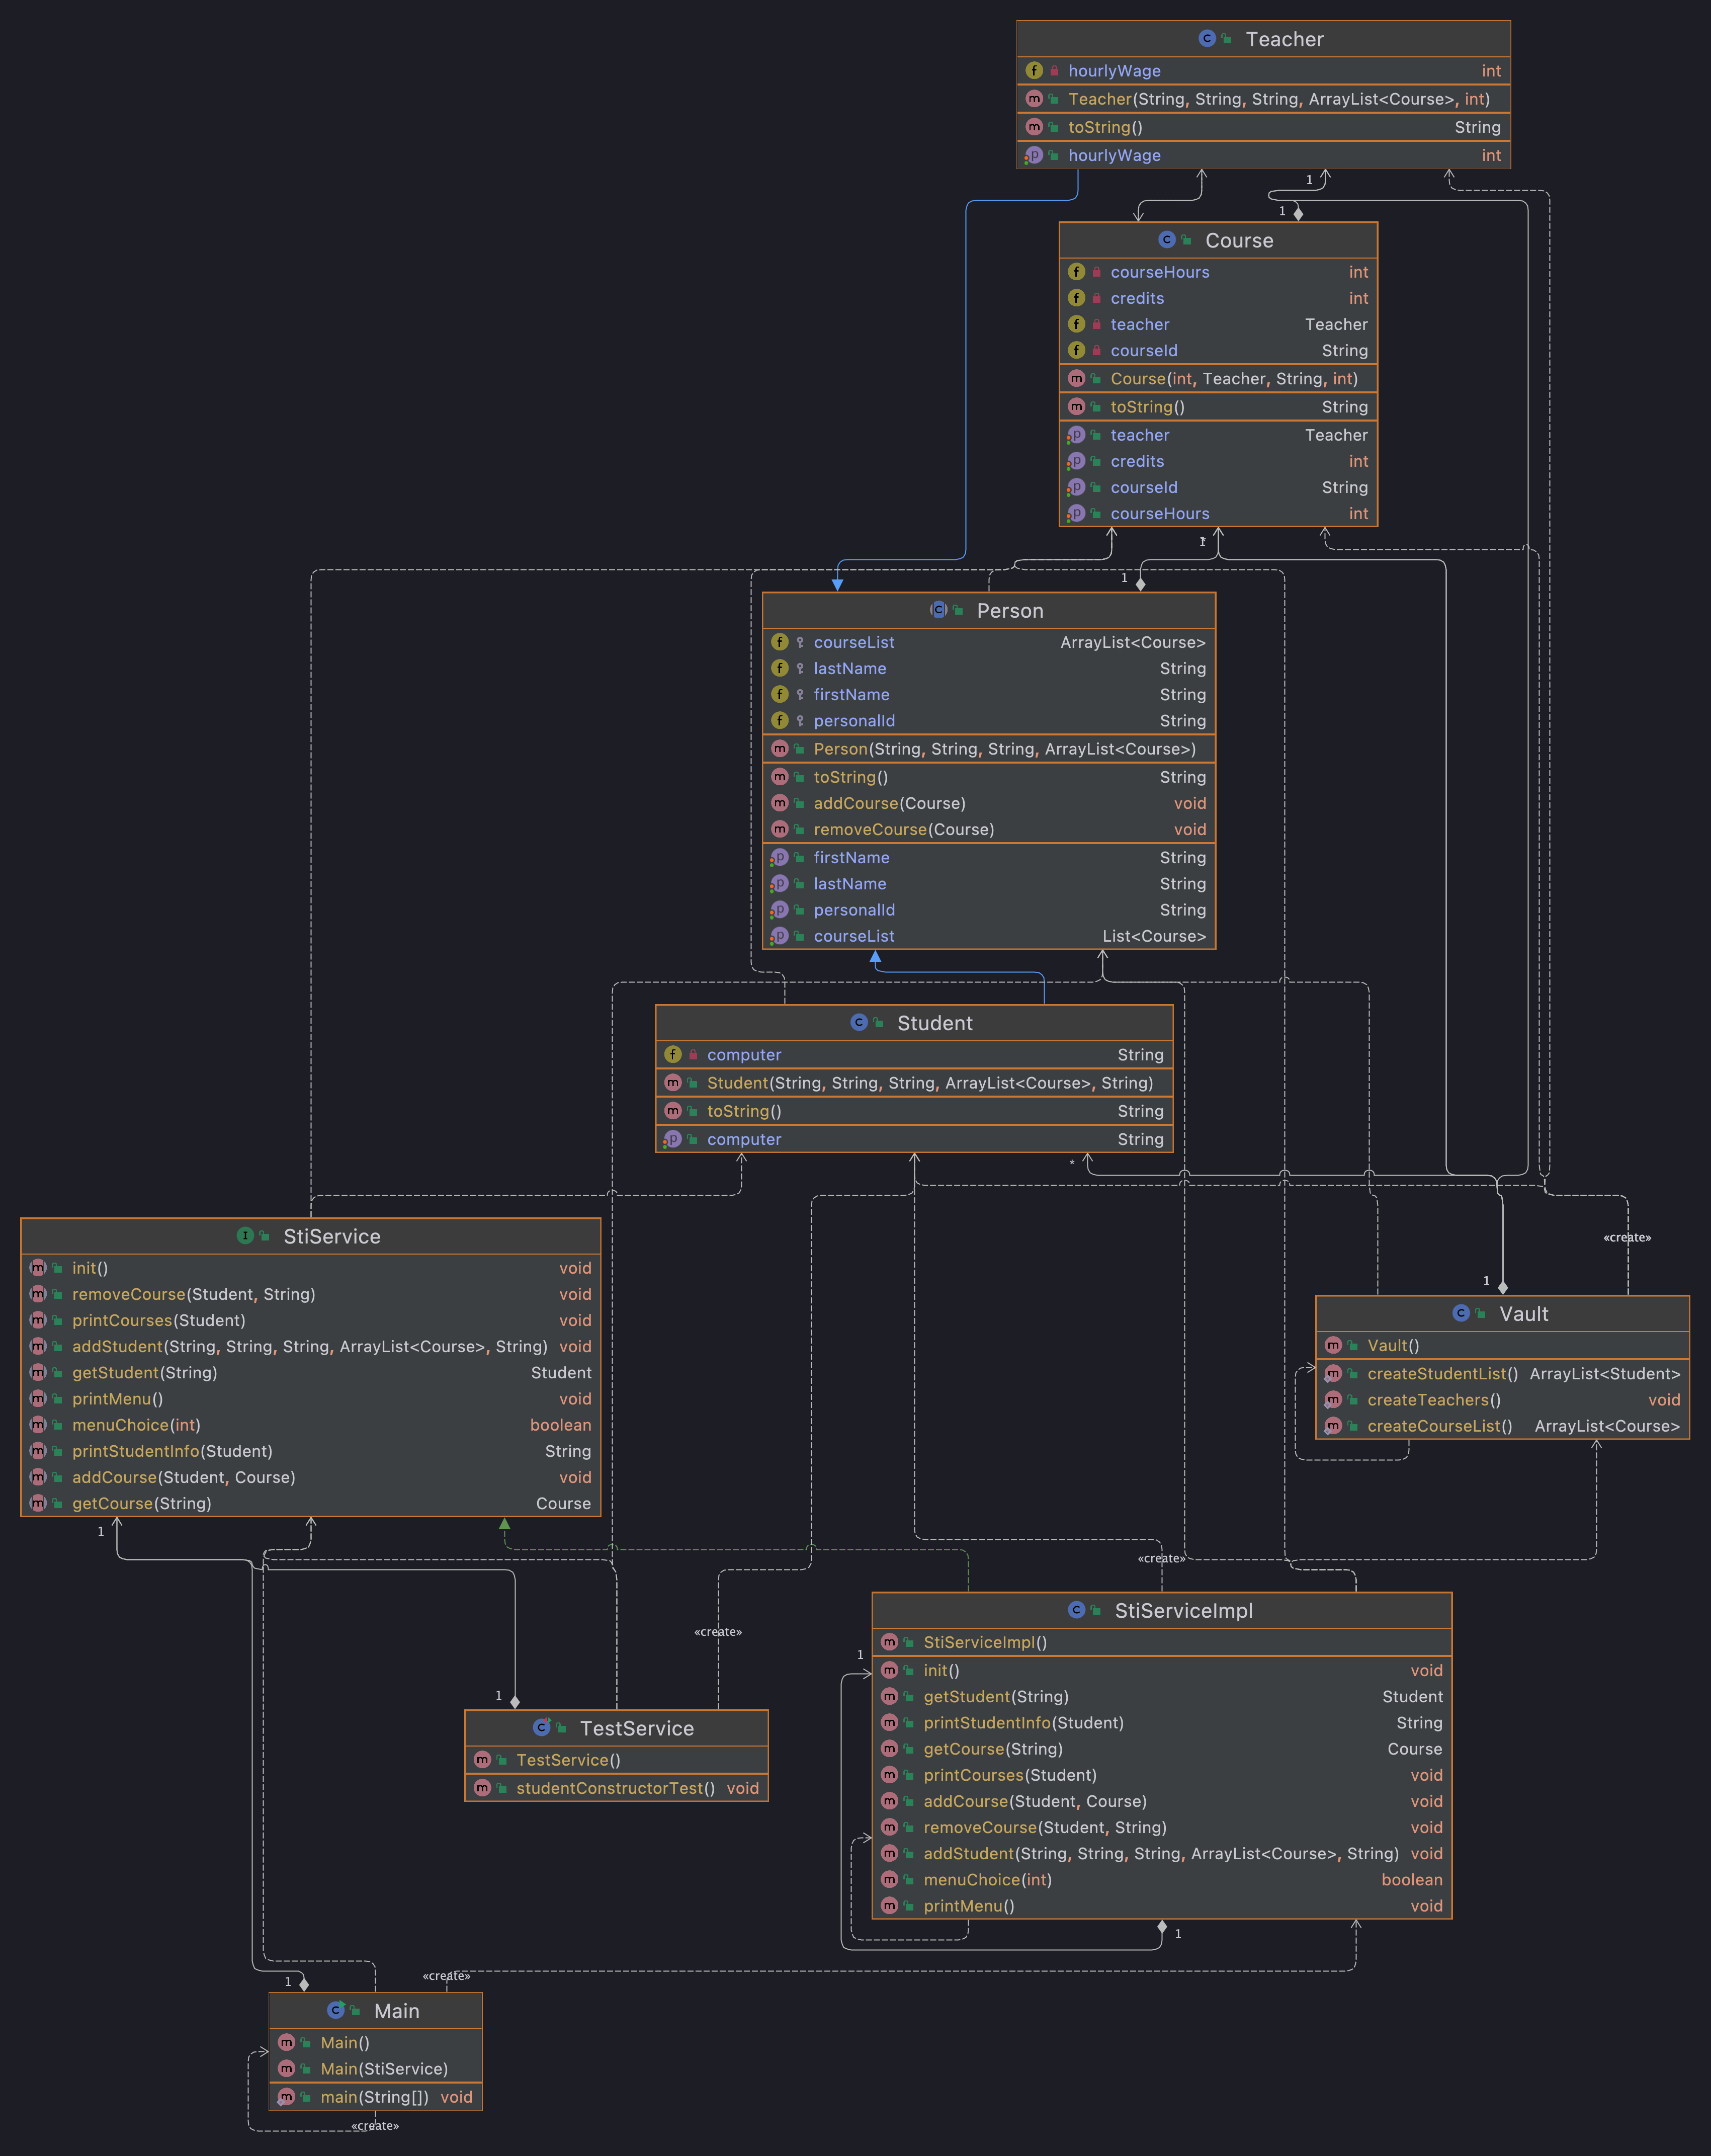 Teacher
hourlyWage int
Teacher(String, String, String, ArrayList<Course>, int)
toString() String
hourlyWage int
1
1
Course
courseHours int
credits int
teacher Teacher
courseId String
Course(int, Teacher, String, int)
toString() String
teacher Teacher
credits int
courseId String
courseHours int
1
1
Person
courseList ArrayList<Course>
lastName String
firstName String
personalId String
Person(String, String, String, ArrayList<Course>)
toString() String
addCourse(Course) void
removeCourse(Course) void
firstName String
lastName String
personalId String
courseList List<Course>
Student
computer String
Student(String, String, String, ArrayList<Course>, String)
toString() String
computer String
*
StiService
init() void
removeCourse(Student, String) void
printCourses(Student) void
addStudent(String, String, String, ArrayList<Course>, String) void
getStudent(String) Student
printMenu() void
menuChoice(int) boolean
printStudentInfo(Student) String
addCourse(Student, Course) void
getCourse(String) Course
1
«create»
1
Vault
Vault()
createStudentList() ArrayList<Student>
createTeachers() void
createCourseList() ArrayList<Course>
«create»
«create»
1
TestService
TestService()
studentConstructorTest() void
StiServiceImpl
StiServiceImpl()
1
init() void
getStudent(String) Student
printStudentInfo(Student) String
getCourse(String) Course
printCourses(Student) void
addCourse(Student, Course) void
removeCourse(Student, String) void
addStudent(String, String, String, ArrayList<Course>, String) void
menuChoice(int) boolean
printMenu() void
1
«create»
1
Main
Main()
Main(StiService)
main(String[]) void
«create»